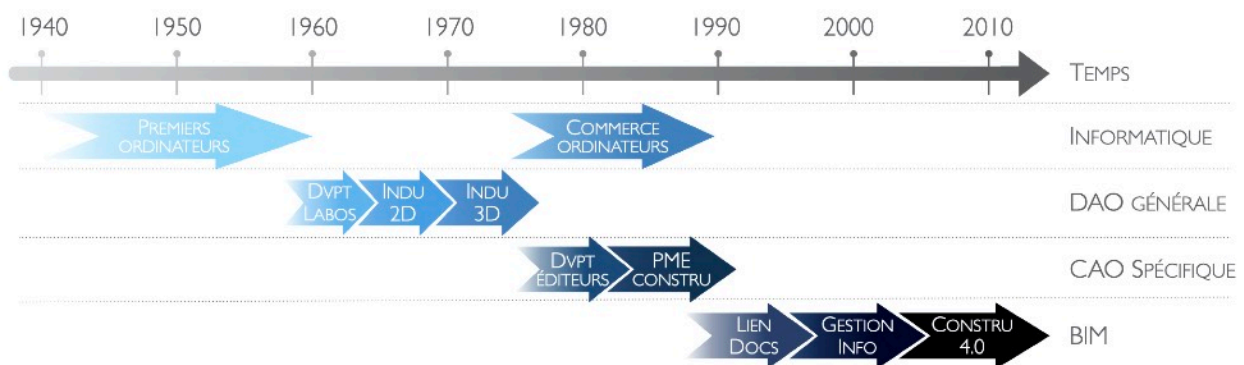 1940 1950 1960 1970 1980 1990 2000 2010
TEMPS
PREMIERS
ORDINATEURS
COMMERCE
ORDINATEURS
INFORMATIQUE
DVPT
LABOS
INDU
2D
INDU
3D
DAO GÉNÉRALE
DVPT
ÉDITEURS
PME
CONSTRU
CAO SPÉCIFIQUE
LIEN
DOCS
GESTION
INFO
CONSTRU
4.0
BIM